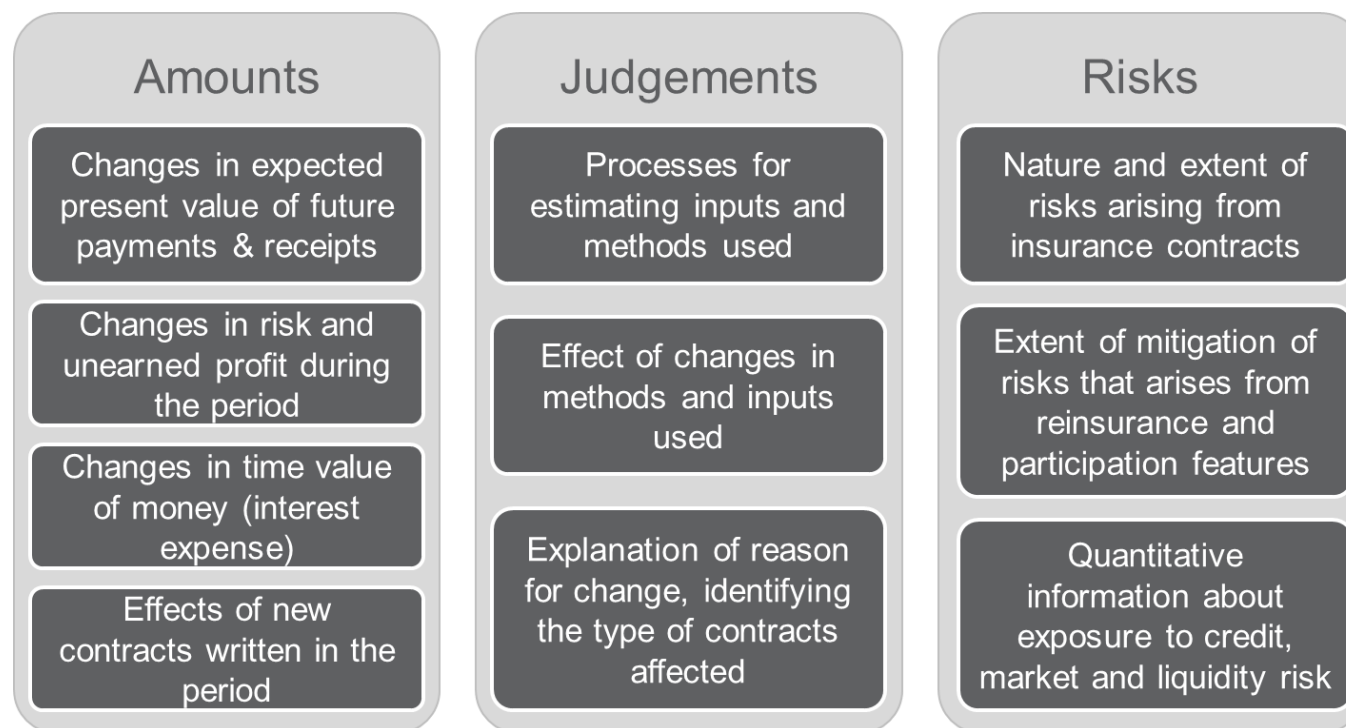 Amounts
Changes in expected
present value of future
payments & receipts
Changes in risk and
unearned profit during
the period
Changes in time value
of money (interest
expense)
Effects of new
contracts written in the
period
Judgements
Processes for
estimating inputs and
methods used
Effect of changes in
methods and inputs
used
Explanation of reason
for change, identifying
the type of contracts
affected
Risks
Nature and extent of
risks arising from
insurance contracts
Extent of mitigation of
risks that arises from
reinsurance and
participation features
Quantitative
information about
exposure to credit,
market and liquidity risk